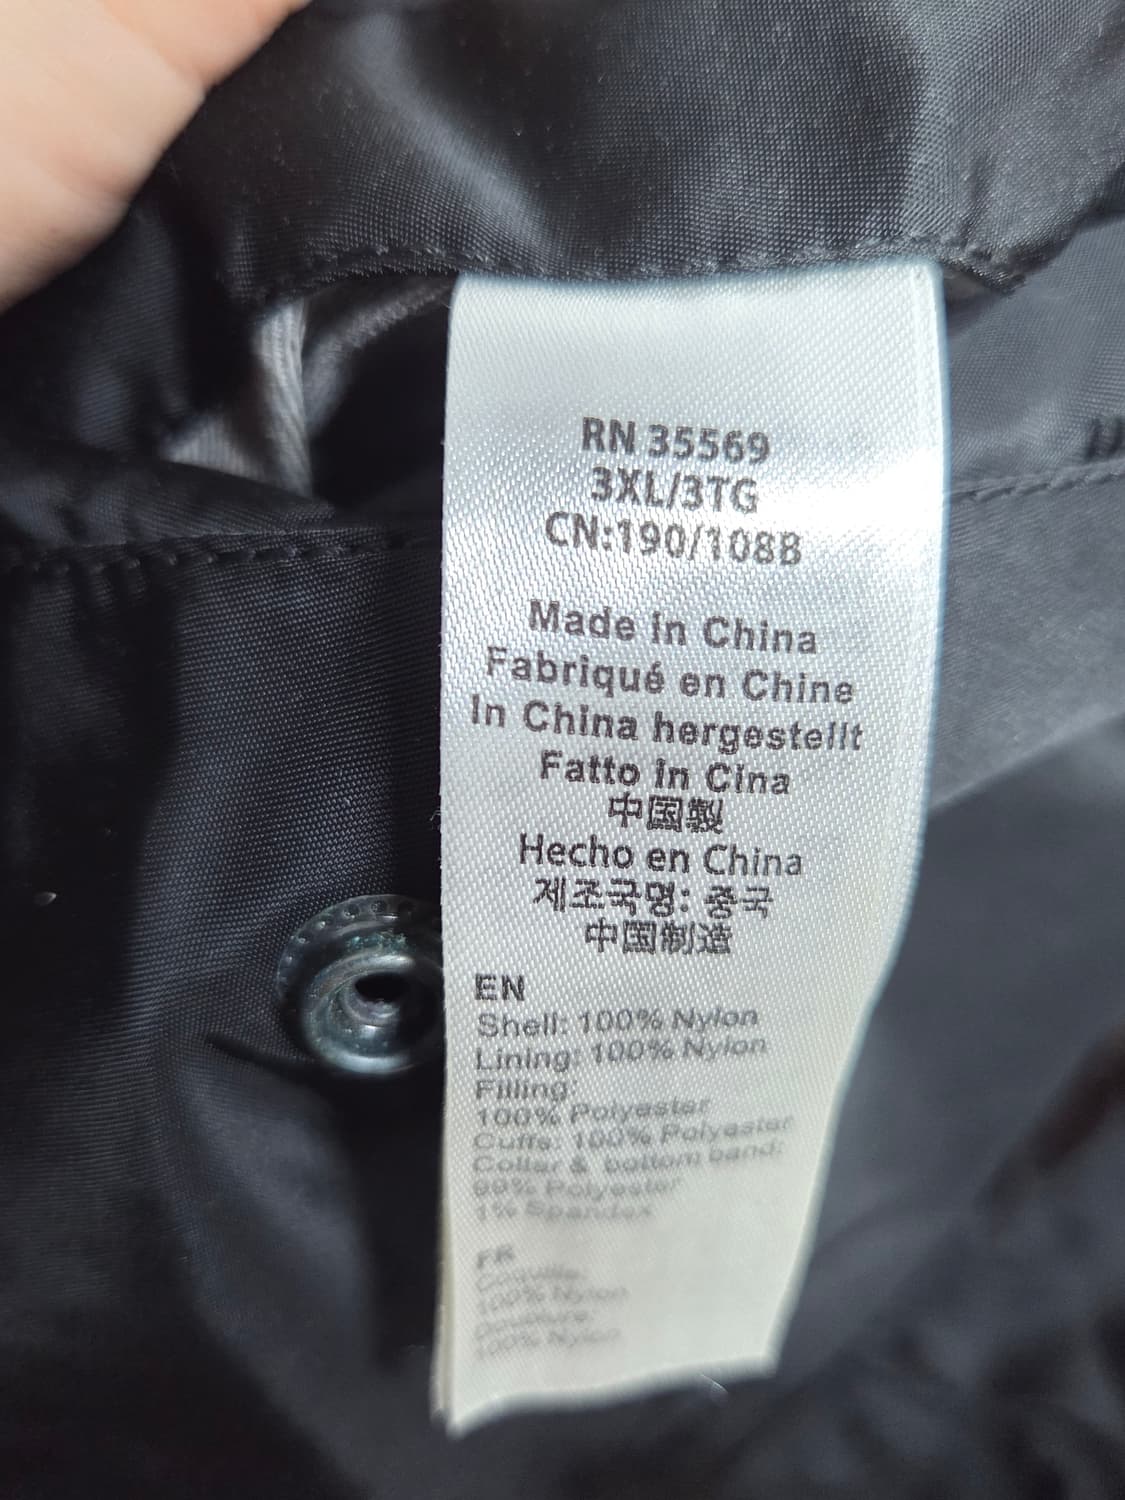 RN 35569
3XL/3TG
CN:190/108B
Made in China
Fabriqué en Chine
In China hergestellt
Fatto in Cina
中国製
Hecho en China
제조국명: 중국
中国制造
EN
Shell: 100% Nylon
Lining: 100% Nylon
Filling:
100% Polyester
Cuffs: 100% Polyester
Collar & bottom band:
99% Polyester
1% Spandex
FR
100% Nylon
100% Nylon